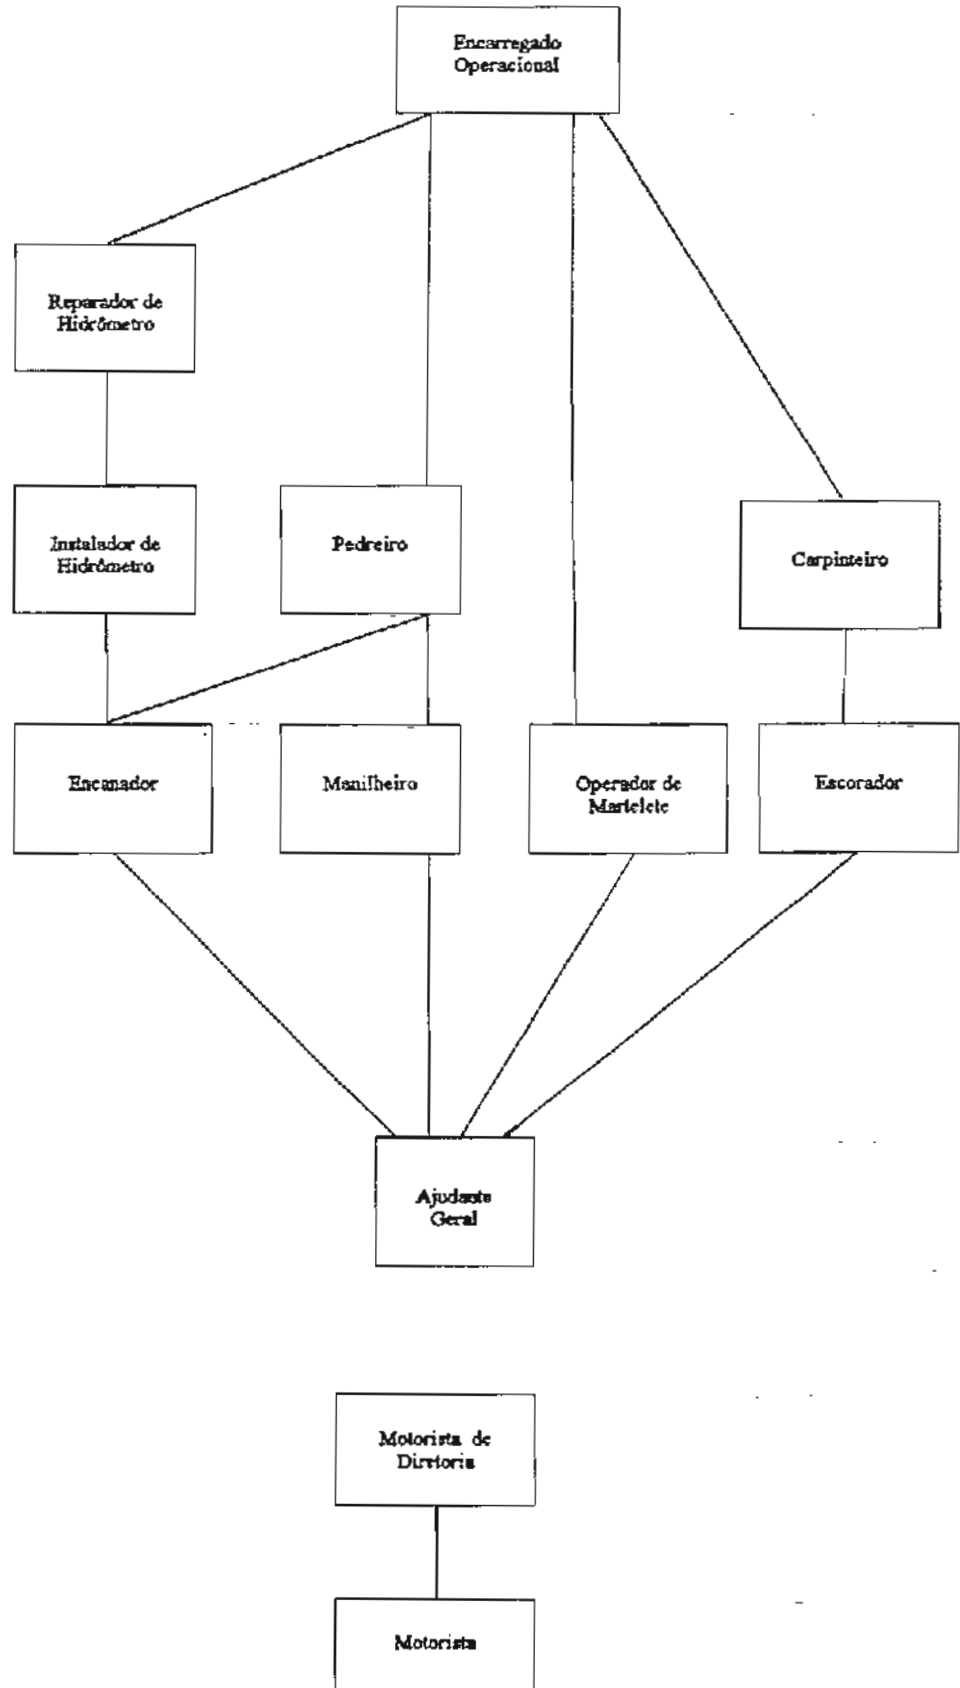 Encarregado
Operacional
Reparador de
Hidrômetro
Instalador de
Hidrômetro
Pedreiro
Carpinteiro
Encanador
Manilheiro
Operador de
Martelete
Escorador
Ajudante
Geral
Motorista de
Diretoria
Motorista